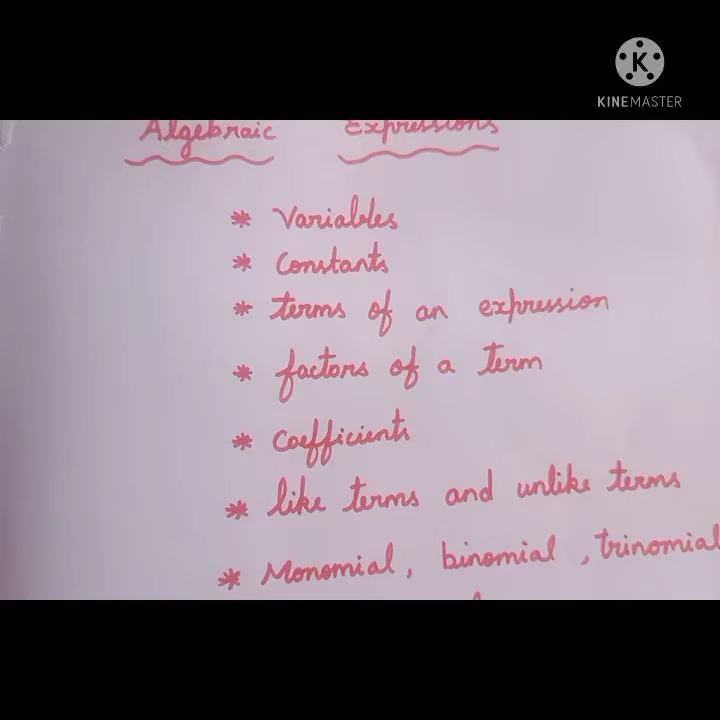 K
KINEMASTER
Algebraic Expressions
* Variables
* Constants
* terms of an expression
* factors of a term
* Coefficients
* like terms and unlike terms
* Monomial, binomial, trinomial